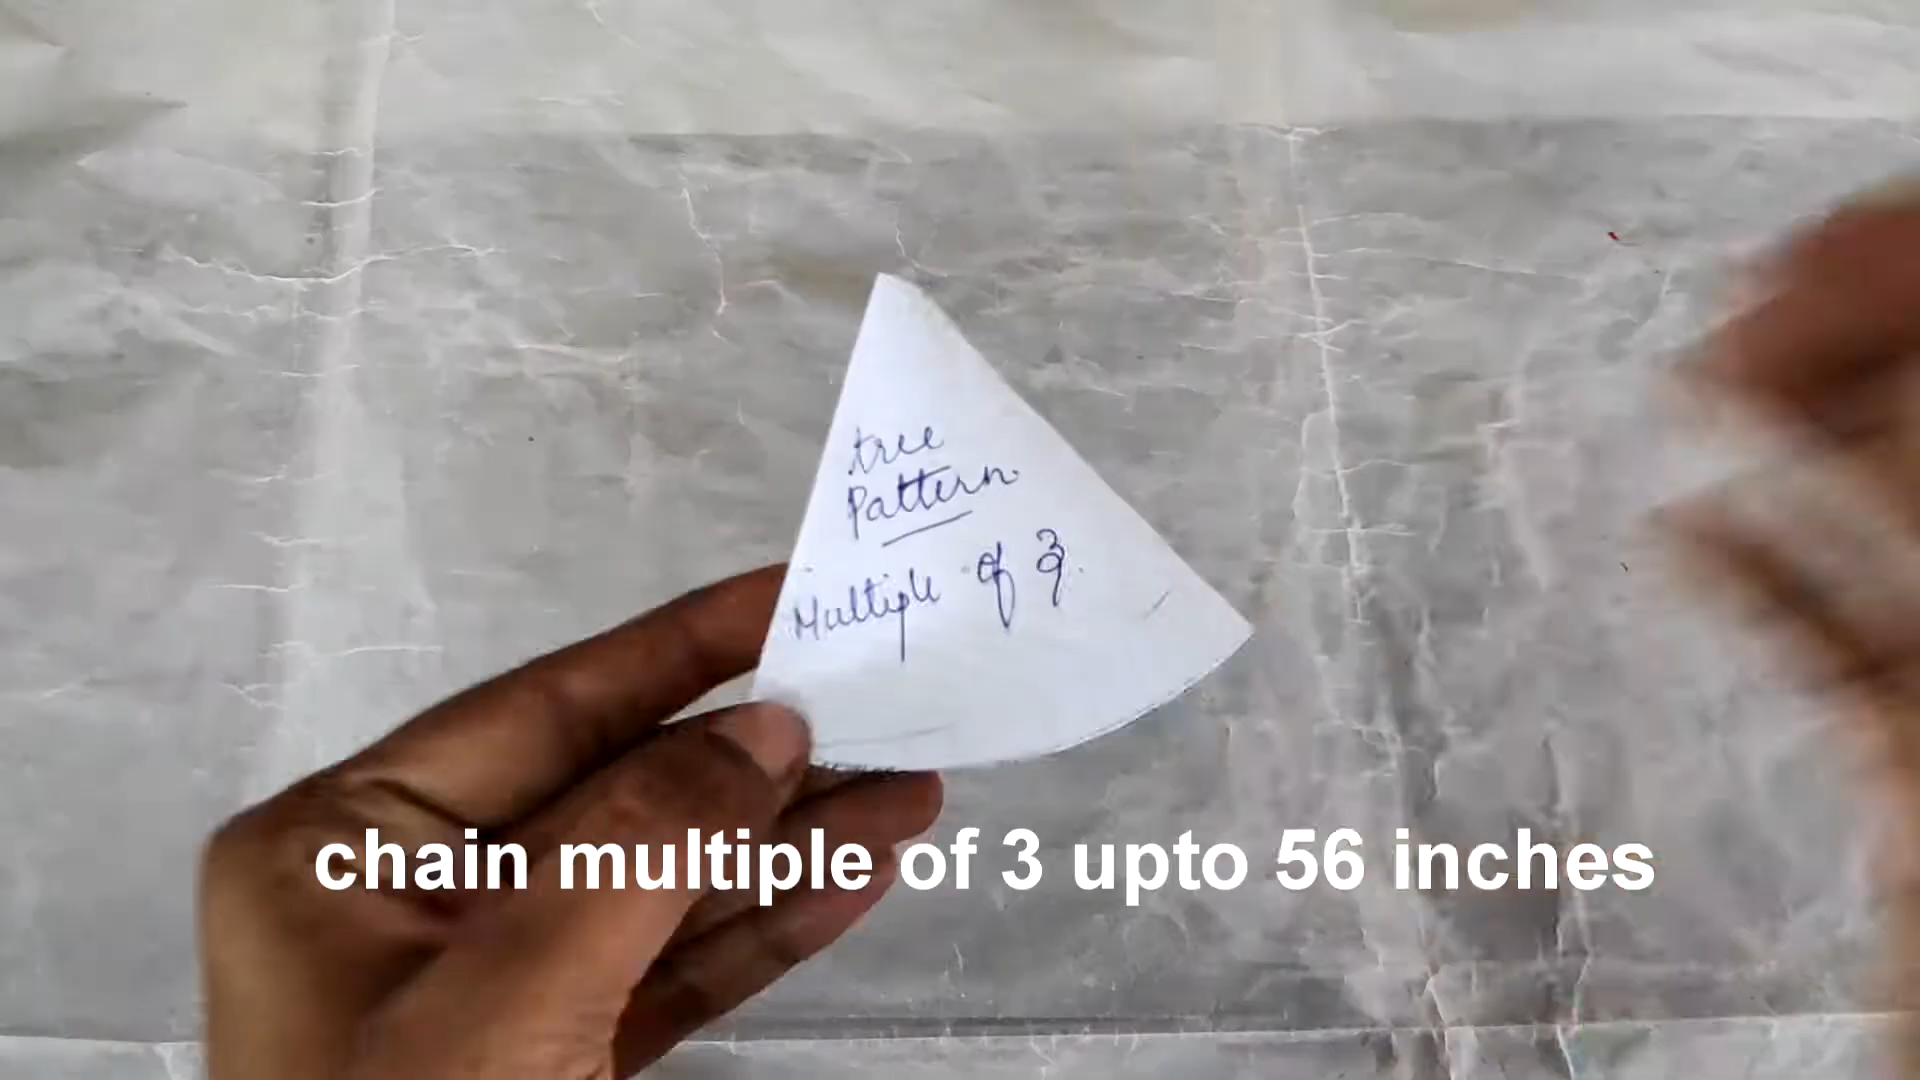 tree
Pattern
Multiple of 3.
chain multiple of 3 upto 56 inches